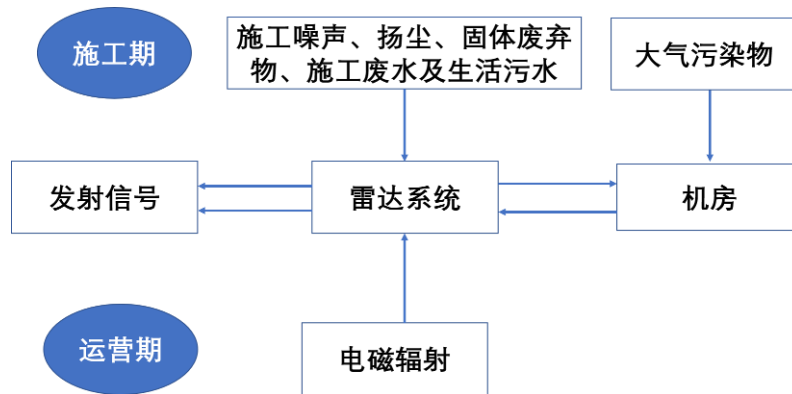 施工期
施工噪声、扬尘、固体废弃
物、施工废水及生活污水
大气污染物
发射信号
雷达系统
机房
运营期
电磁辐射